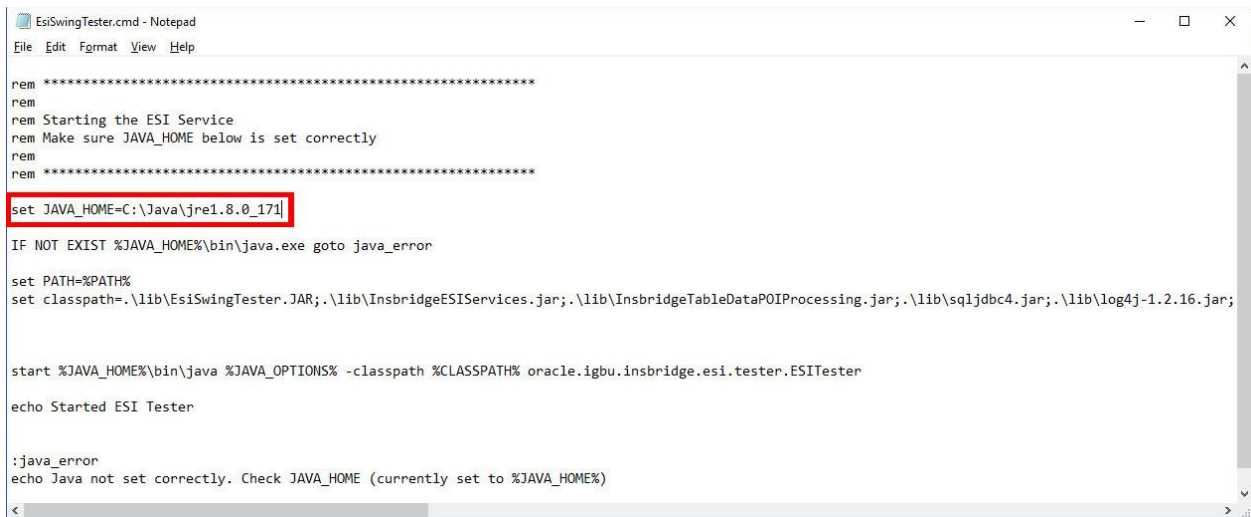 EsiSwingTester.cmd - Notepad
File Edit Format View Help
rem **************************************************************
rem
rem Starting the ESI Service
rem Make sure JAVA_HOME below is set correctly
rem
rem **************************************************************
set JAVA_HOME=C:\Java\jre1.8.0_171
IF NOT EXIST %JAVA_HOME%\bin\java.exe goto java_error
set PATH=%PATH%
set classpath=.\lib\EsiSwingTester.JAR;.\lib\InsbridgeESIServices.jar;.\lib\InsbridgeTableDataPOIProcessing.jar;.\lib\sqljdbc4.jar;.\lib\log4j-1.2.16.jar;
start %JAVA_HOME%\bin\java %JAVA_OPTIONS% -classpath %CLASSPATH% oracle.igbu.insbridge.esi.tester.ESITester
echo Started ESI Tester
:java_error
echo Java not set correctly. Check JAVA_HOME (currently set to %JAVA_HOME%)